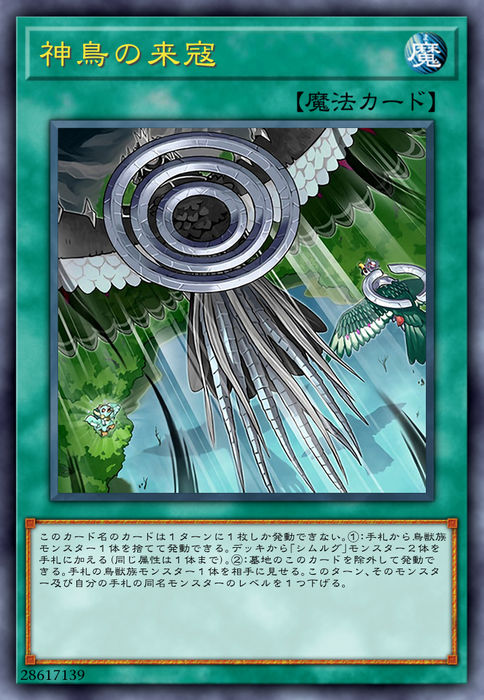 神鳥の来寇
魔
【魔法カード】
このカード名のカードは1ターンに1枚しか発動できない。①:手札から鳥獣族
モンスター1体を捨てて発動できる。デッキから「シムルグ」モンスター2体を
手札に加える(同じ属性は1体まで)。②:墓地のこのカードを除外して発動で
きる。手札の鳥獣族モンスター1体を相手に見せる。このターン、そのモンスタ
ー及び自分の手札の同名モンスターのレベルを1つ下げる。
28617139